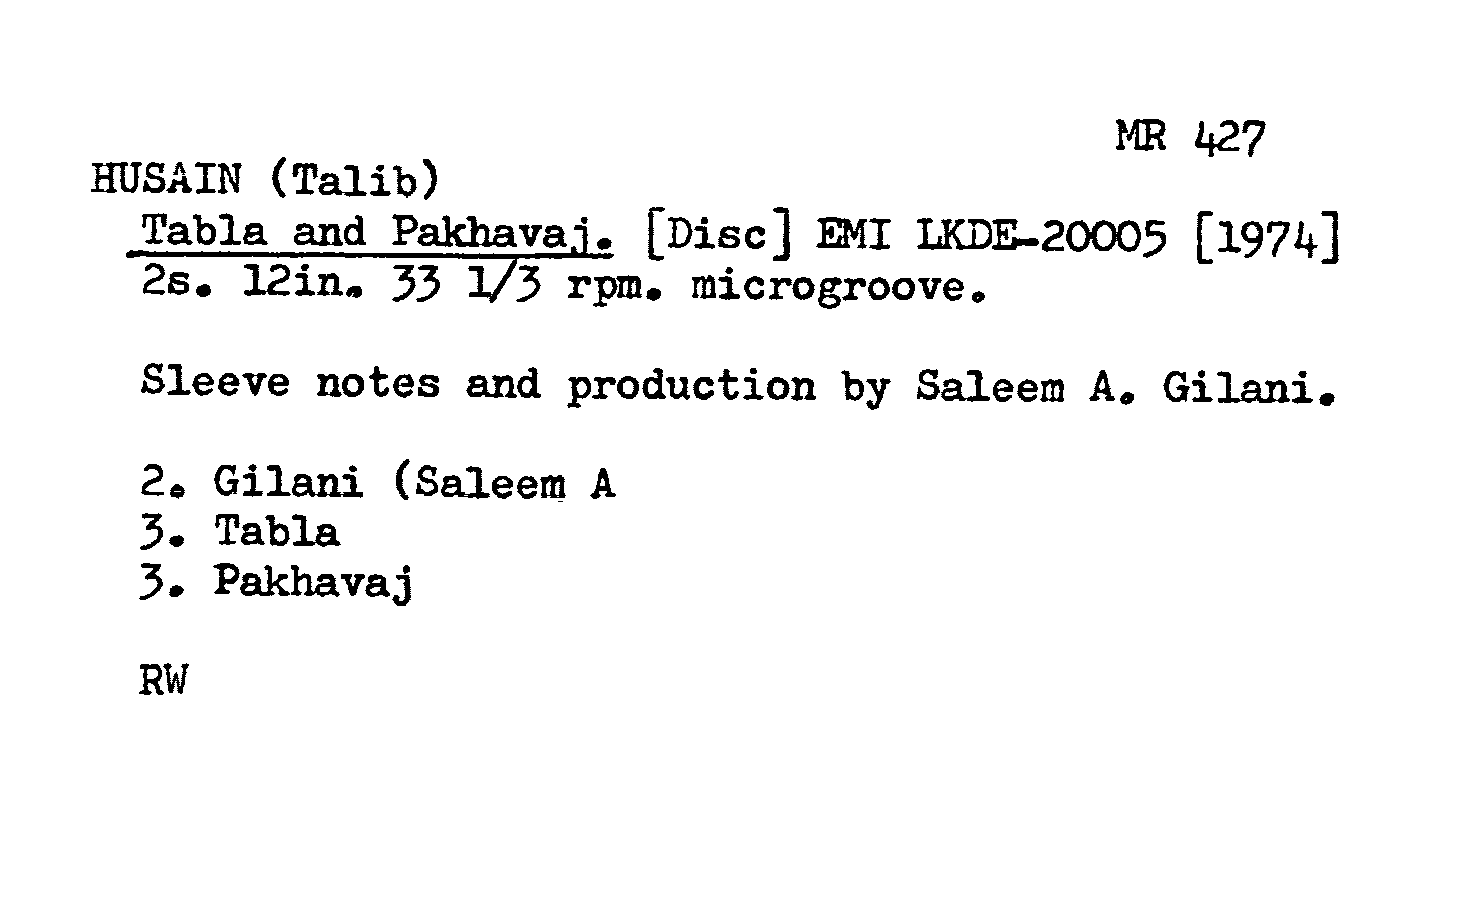 MR 427
HUSAIN (Talib)
Tabla and Pakhavaj. [Disc] EMI LKDE-20005 [1974]
2s. 12in. 33 1/3 rpm. microgroove.
Sleeve notes and production by Saleem A. Gilani.
2. Gilani (Saleem A
3. Tabla
3. Pakhavaj
RW